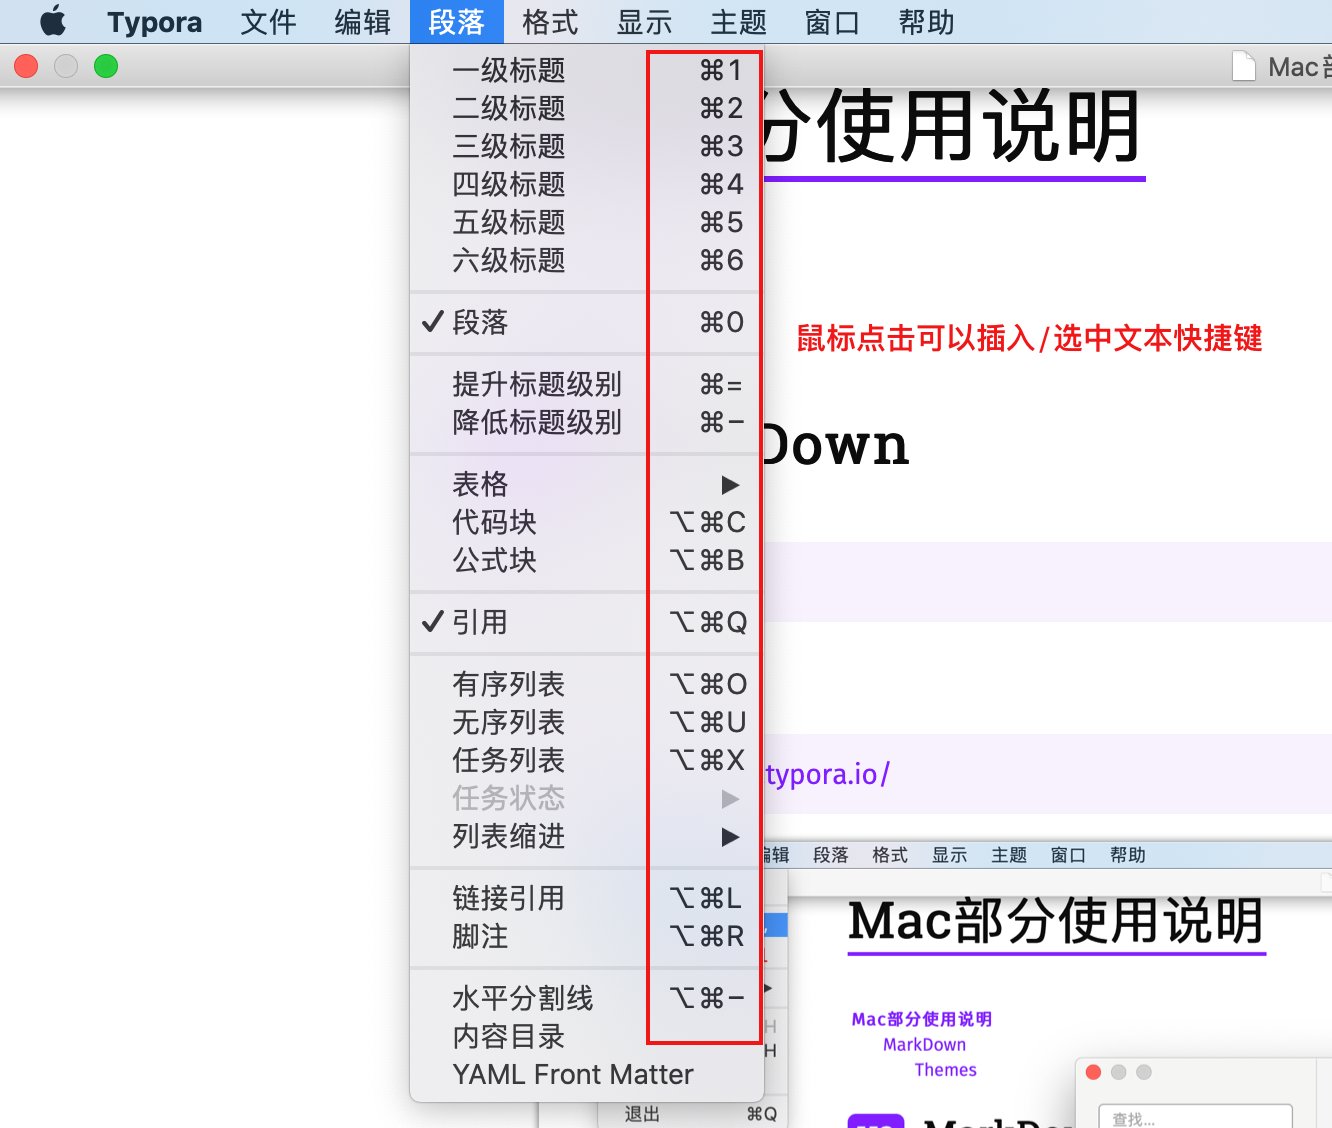 Typora 文件 编辑 段落 格式 显示 主题 窗口 帮助
Mac部
分使用说明
一级标题 ⌘1
二级标题 ⌘2
三级标题 ⌘3
四级标题 ⌘4
五级标题 ⌘5
六级标题 ⌘6
✓ 段落 ⌘0
提升标题级别 ⌘=
降低标题级别 ⌘−
表格 ▶
代码块 ⌥⌘C
公式块 ⌥⌘B
✓ 引用 ⌥⌘Q
有序列表 ⌥⌘O
无序列表 ⌥⌘U
任务列表 ⌥⌘X
任务状态 ▶
列表缩进 ▶
链接引用 ⌥⌘L
脚注 ⌥⌘R
水平分割线 ⌥⌘−
内容目录
YAML Front Matter
鼠标点击可以插入/选中文本快捷键
Down
typora.io/
编辑 段落 格式 显示 主题 窗口 帮助
Mac部分使用说明
Mac部分使用说明
MarkDown
Themes
H
H
退出 ⌘Q
查找...